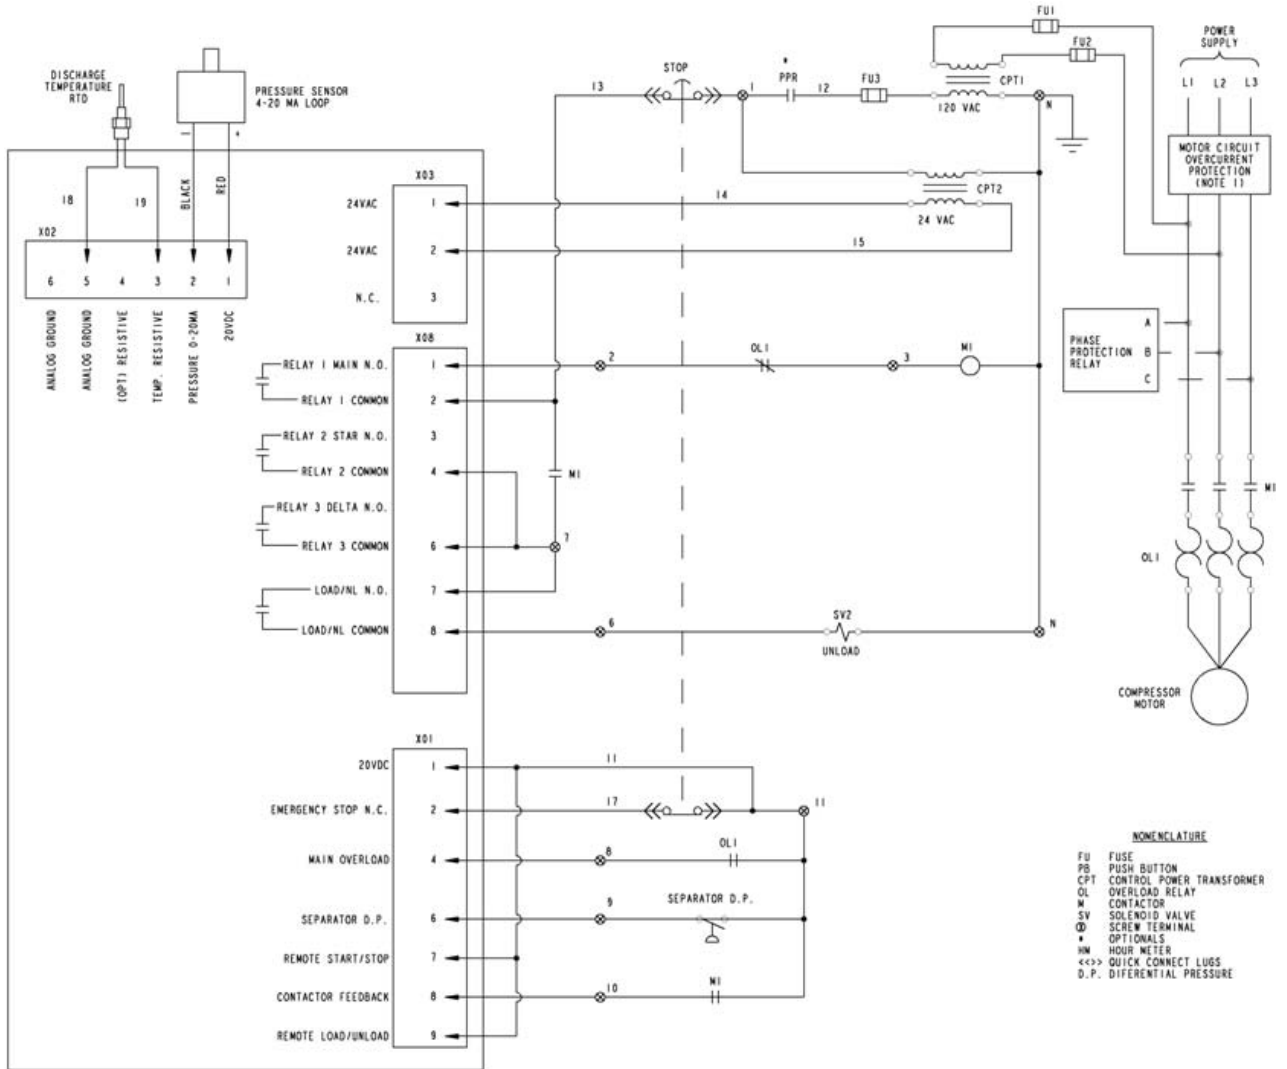 FU1
FU2
POWER
SUPPLY
L1 L2 L3
DISCHARGE
TEMPERATURE
RTD
PRESSURE SENSOR
4-20 MA LOOP
- +
STOP
*
PPR
FU3
CPT1
120 VAC
13
1
12
N
MOTOR CIRCUIT
OVERCURRENT
PROTECTION
(NOTE 1)
18
19
BLACK
RED
X02
6 5 4 3 2 1
ANALOG GROUND
ANALOG GROUND
(OPT) RESISTIVE
TEMP. RESISTIVE
PRESSURE 0-20MA
20VDC
X03
24VAC 1
24VAC 2
N.C. 3
14
15
CPT2
24 VAC
X08
RELAY 1 MAIN N.O. 1
RELAY 1 COMMON 2
RELAY 2 STAR N.O. 3
RELAY 2 COMMON 4
RELAY 3 DELTA N.O.
RELAY 3 COMMON 6
LOAD/NL N.O. 7
LOAD/NL COMMON 8
2
OL1
3
M1
M1
7
6
SV2
UNLOAD
N
PHASE
PROTECTION
RELAY
A
B
C
M1
OL1
COMPRESSOR
MOTOR
X01
20VDC 1
EMERGENCY STOP N.C. 2
MAIN OVERLOAD 4
SEPARATOR D.P. 6
REMOTE START/STOP 7
CONTACTOR FEEDBACK 8
REMOTE LOAD/UNLOAD 9
11
17
11
8
OL1
9
SEPARATOR D.P.
10
M1
NOMENCLATURE
FU FUSE
PB PUSH BUTTON
CPT CONTROL POWER TRANSFORMER
OL OVERLOAD RELAY
M CONTACTOR
SV SOLENOID VALVE
⊗ SCREW TERMINAL
* OPTIONALS
HM HOUR METER
<<>> QUICK CONNECT LUGS
D.P. DIFERENTIAL PRESSURE